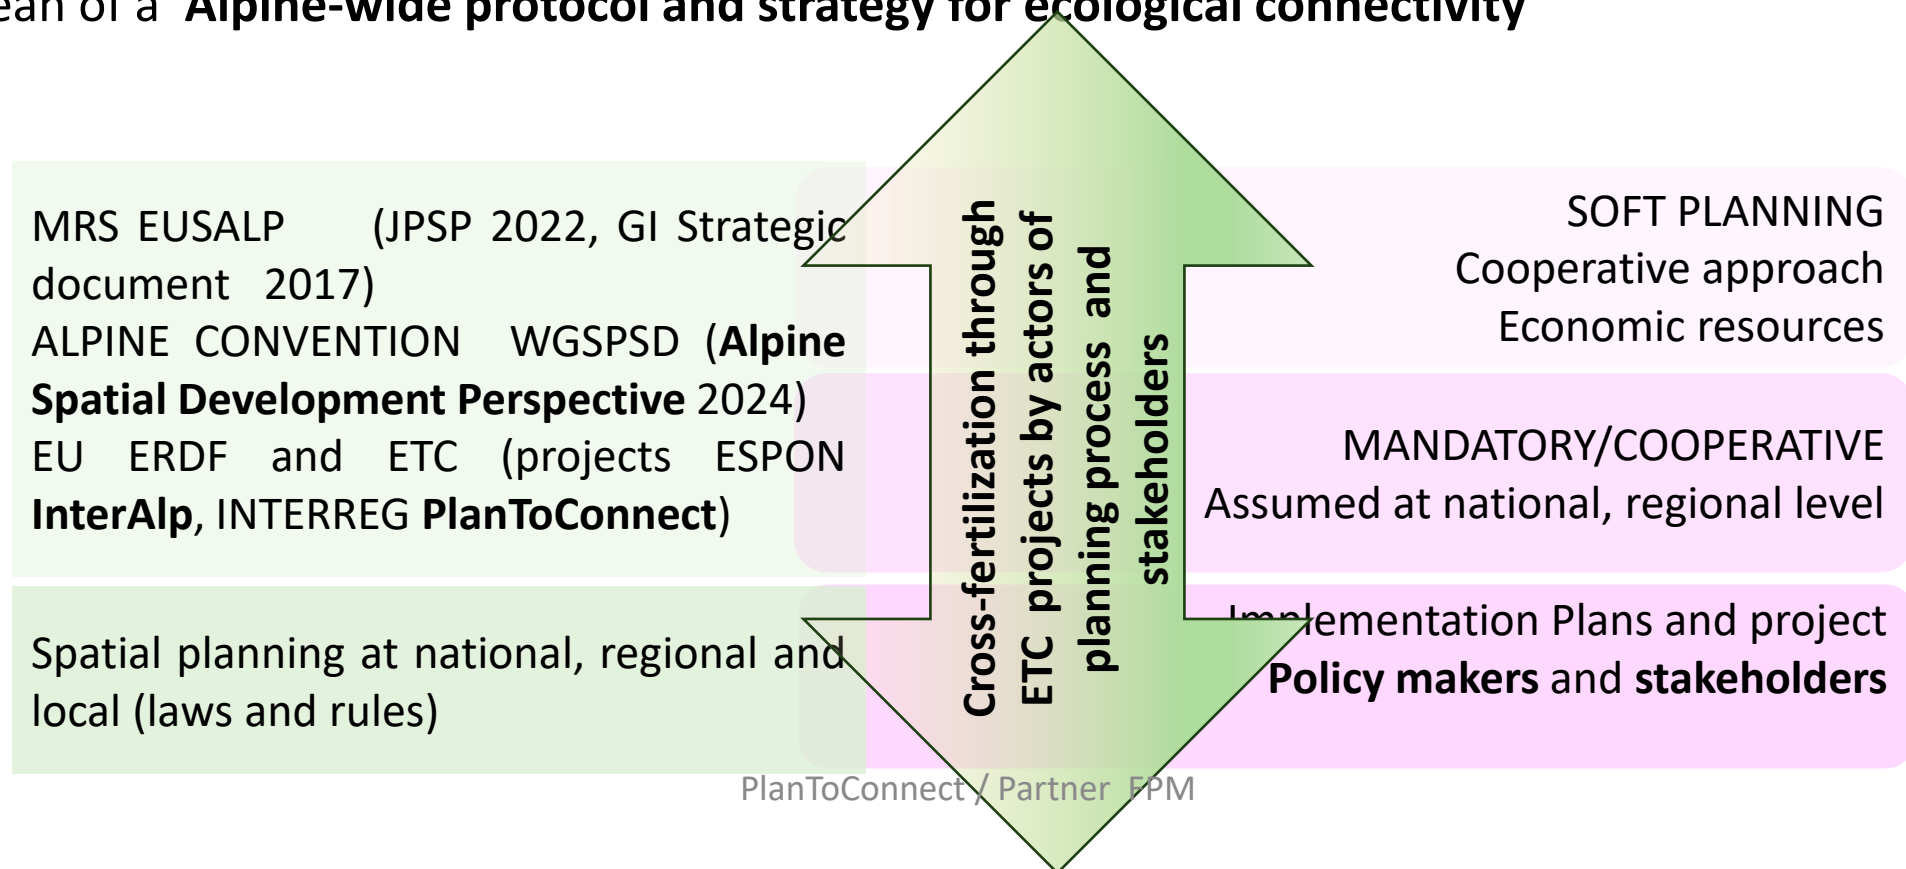 of a Alpine-wide protocol and strategy for ecological connectivity
MRS EUSALP (JPSP 2022, GI Strategic
document 2017)
ALPINE CONVENTION WGSPSD (Alpine
Spatial Development Perspective 2024)
EU ERDF and ETC (projects ESPON
InterAlp, INTERREG PlanToConnect)
Spatial planning at national, regional and
local (laws and rules)
Cross-fertilization through
ETC projects by actors of
planning process and
stakeholders
SOFT PLANNING
Cooperative approach
Economic resources
MANDATORY/COOPERATIVE
Assumed at national, regional level
Implementation Plans and project
Policy makers and stakeholders
PlanToConnect / Partner FPM